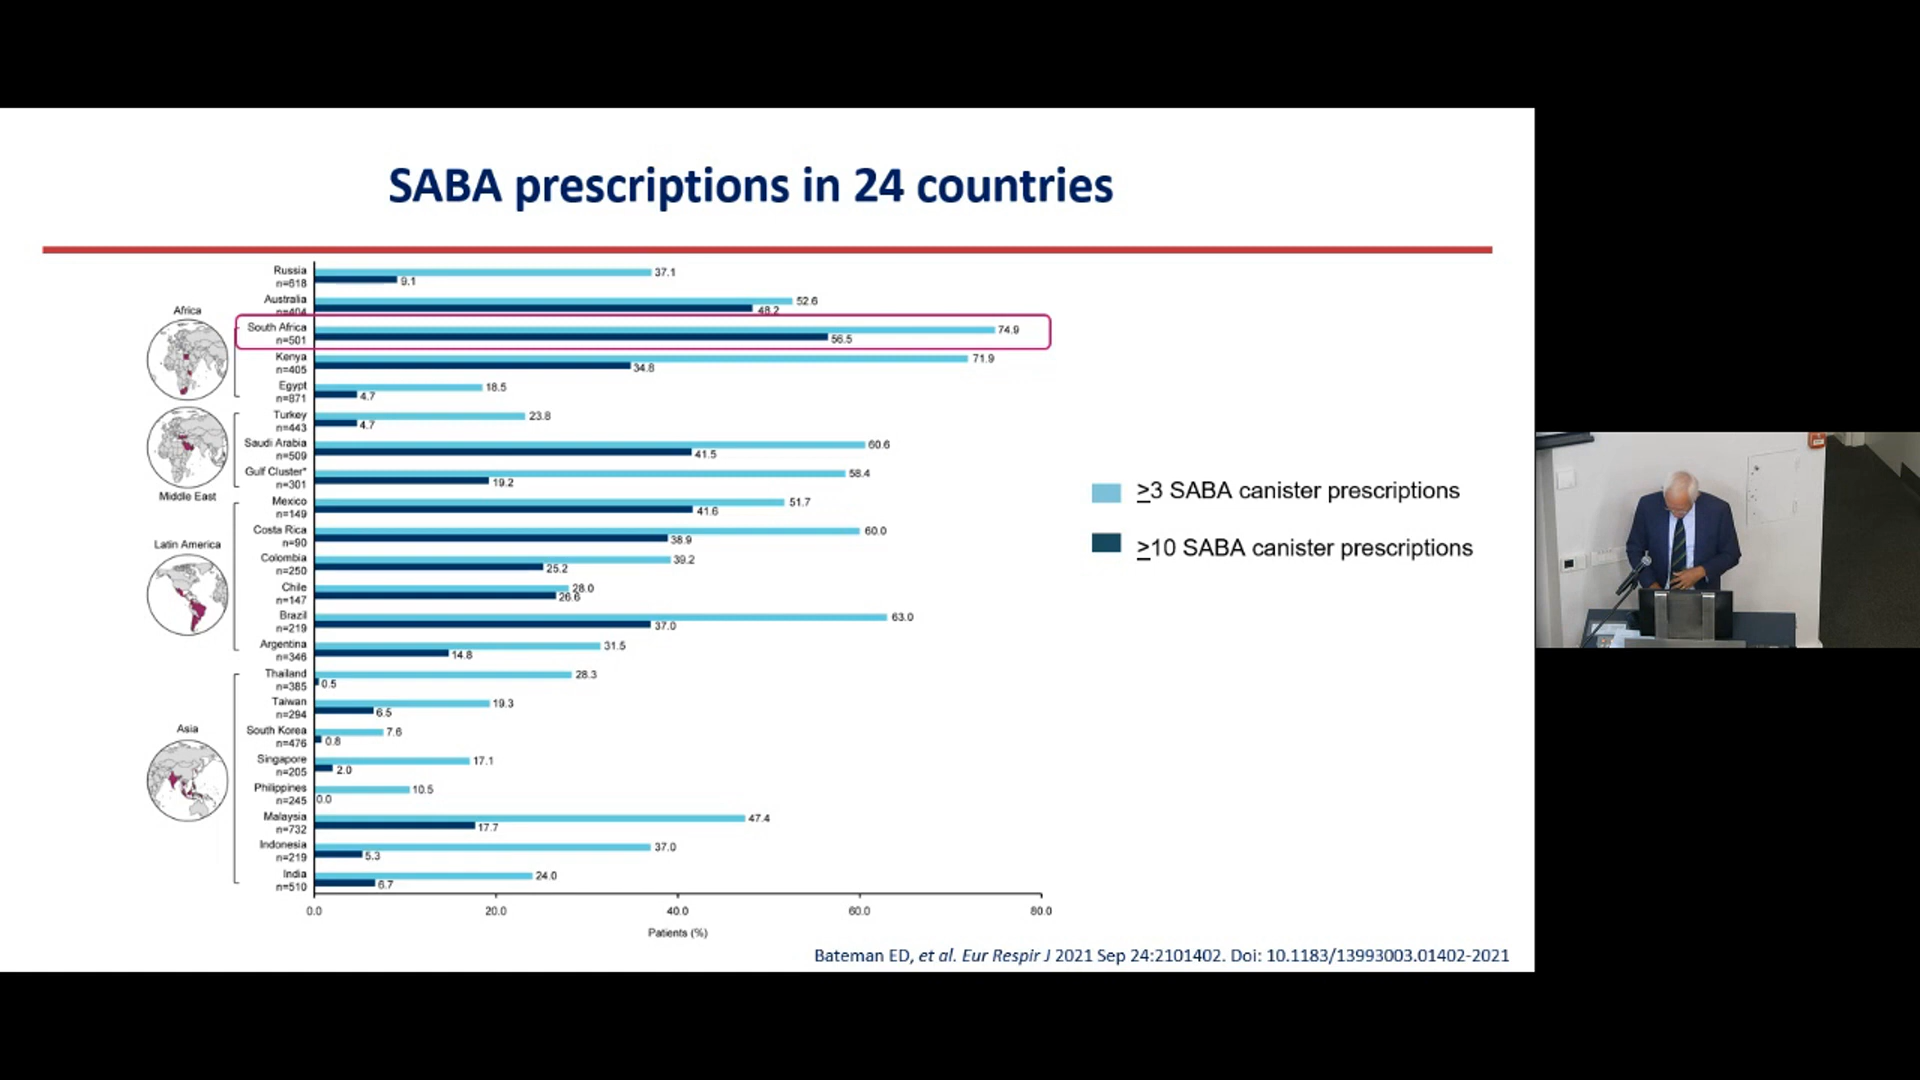 SABA prescriptions in 24 countries
Russia
n=618
37.1
9.1
Australia
n=404
52.6
48.2
Africa
South Africa
n=501
74.9
56.5
Kenya
n=405
71.9
34.8
Egypt
n=871
18.5
4.7
Turkey
n=443
23.8
4.7
Saudi Arabia
n=509
60.6
41.5
Gulf Cluster*
n=301
58.4
19.2
Middle East
Mexico
n=149
51.7
41.6
Costa Rica
n=90
60.0
38.9
Latin America
Colombia
n=250
39.2
25.2
Chile
n=147
28.0
26.6
Brazil
n=219
63.0
37.0
Argentina
n=346
31.5
14.8
Thailand
n=385
28.3
0.5
Taiwan
n=294
19.3
6.5
Asia
South Korea
n=476
7.6
0.8
Singapore
n=205
17.1
2.0
Philippines
n=245
10.5
0.0
Malaysia
n=732
47.4
17.7
Indonesia
n=219
37.0
5.3
India
n=510
24.0
6.7
0.0 20.0 40.0 60.0 80.0
Patients (%)
≥3 SABA canister prescriptions
≥10 SABA canister prescriptions
Bateman ED, et al. Eur Respir J 2021 Sep 24:2101402. Doi: 10.1183/13993003.01402-2021